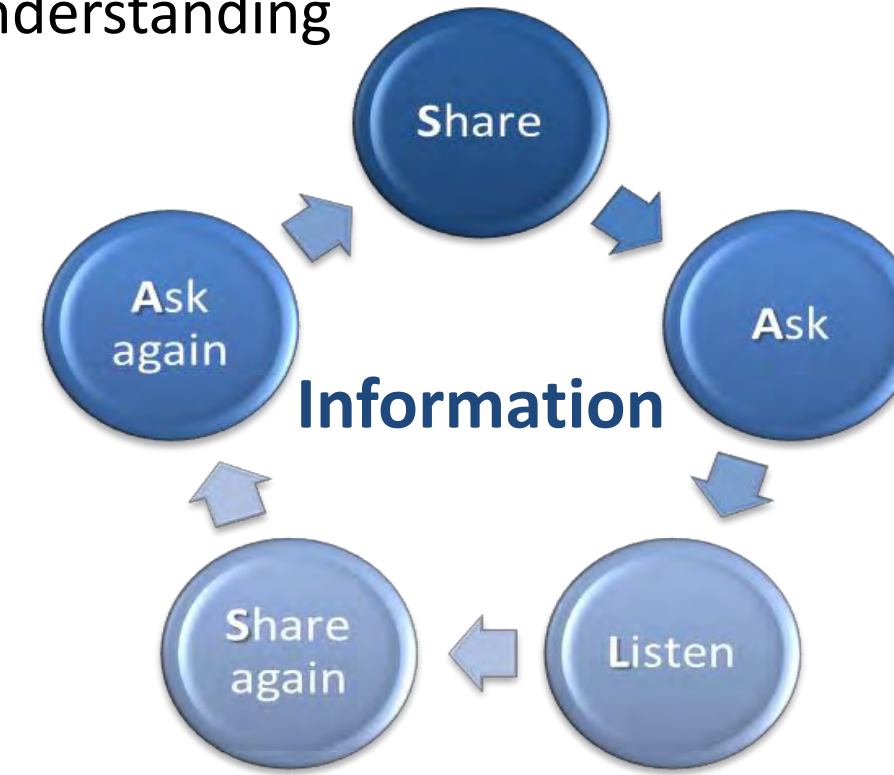 nderstanding
Share
Ask
Listen
Share
again
Ask
again
Information